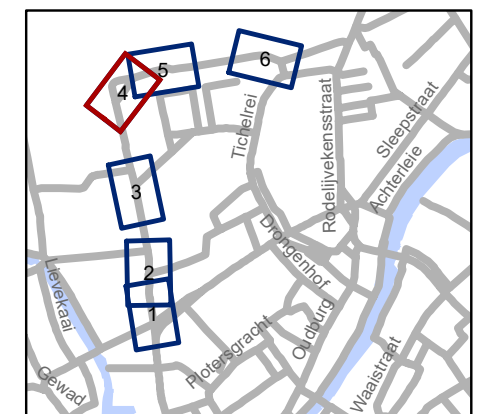 6
5
4
Tichelrei
Rodelijvekensstraat
Sleepstraat
Achterleie
3
Drongenhof
2
Lievekaai
1
Oudburg
Plotersgracht
Waaistraat
Gewad